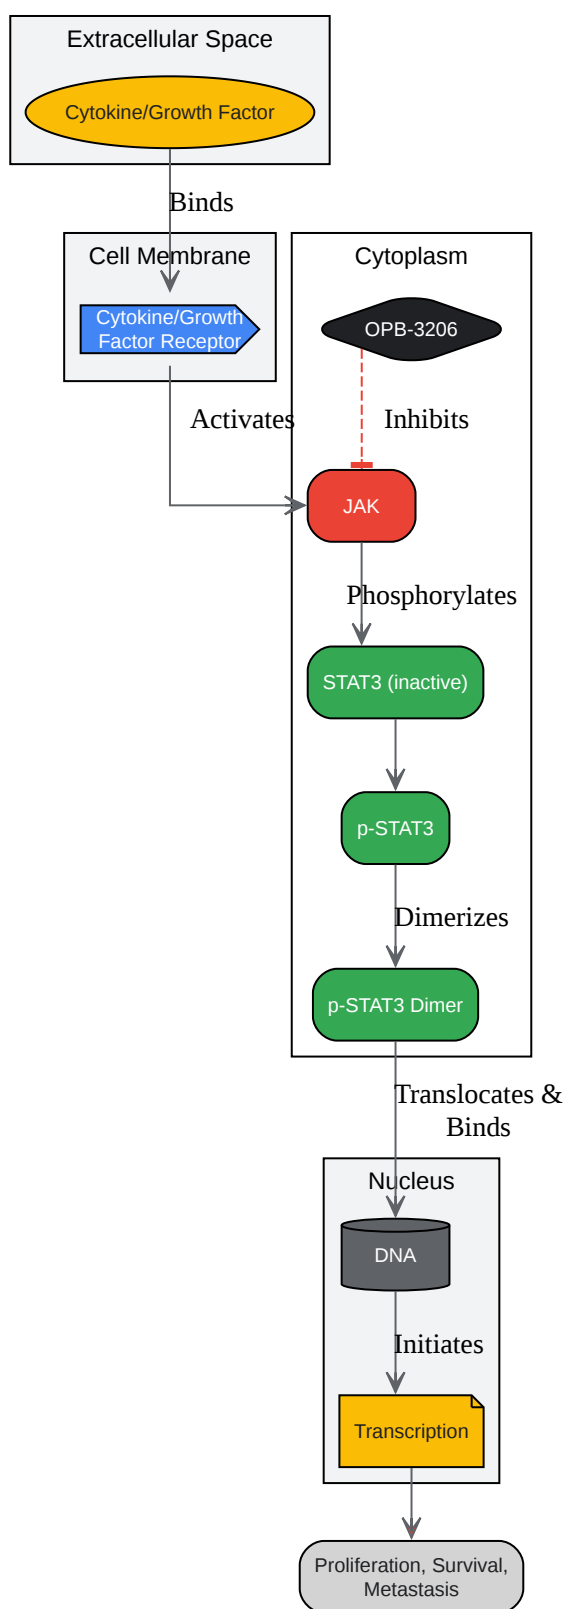 Extracellular Space
Cytokine/Growth Factor
Binds
Cell Membrane
Cytokine/Growth
Factor Receptor
Activates
Cytoplasm
OPB-3206
Inhibits
JAK
Phosphorylates
STAT3 (inactive)
p-STAT3
Dimerizes
p-STAT3 Dimer
Translocates &
Binds
Nucleus
DNA
Initiates
Transcription
Proliferation, Survival,
Metastasis